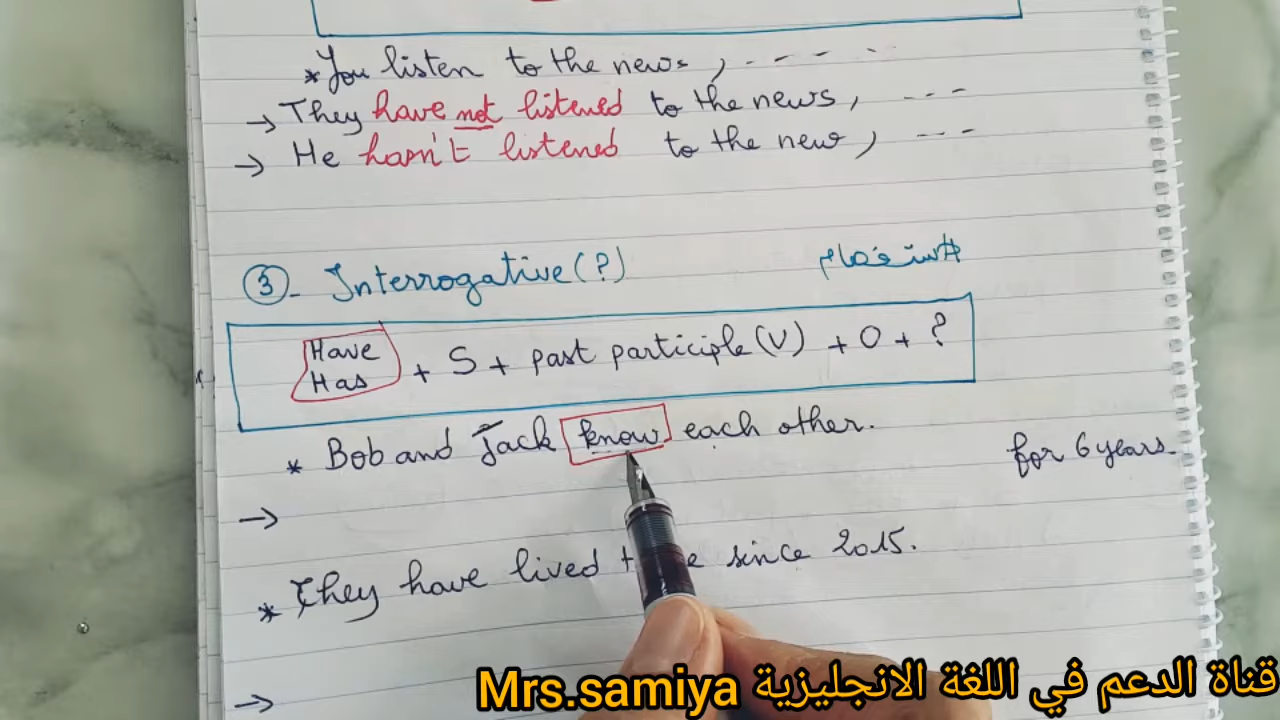 *You listen to the news, - - - -
→ They have not listened to the news, - - -
→ He hasn't listened to the new, - - -
③- Interrogative (?) الاستفهام
Have
Has + S + past participle (V) + O + ?
* Bob and Jack know each other. for 6 years.
→
* They have lived t e since 2015.
→
Mrs.samiya قناة الدعم في اللغة الانجليزية